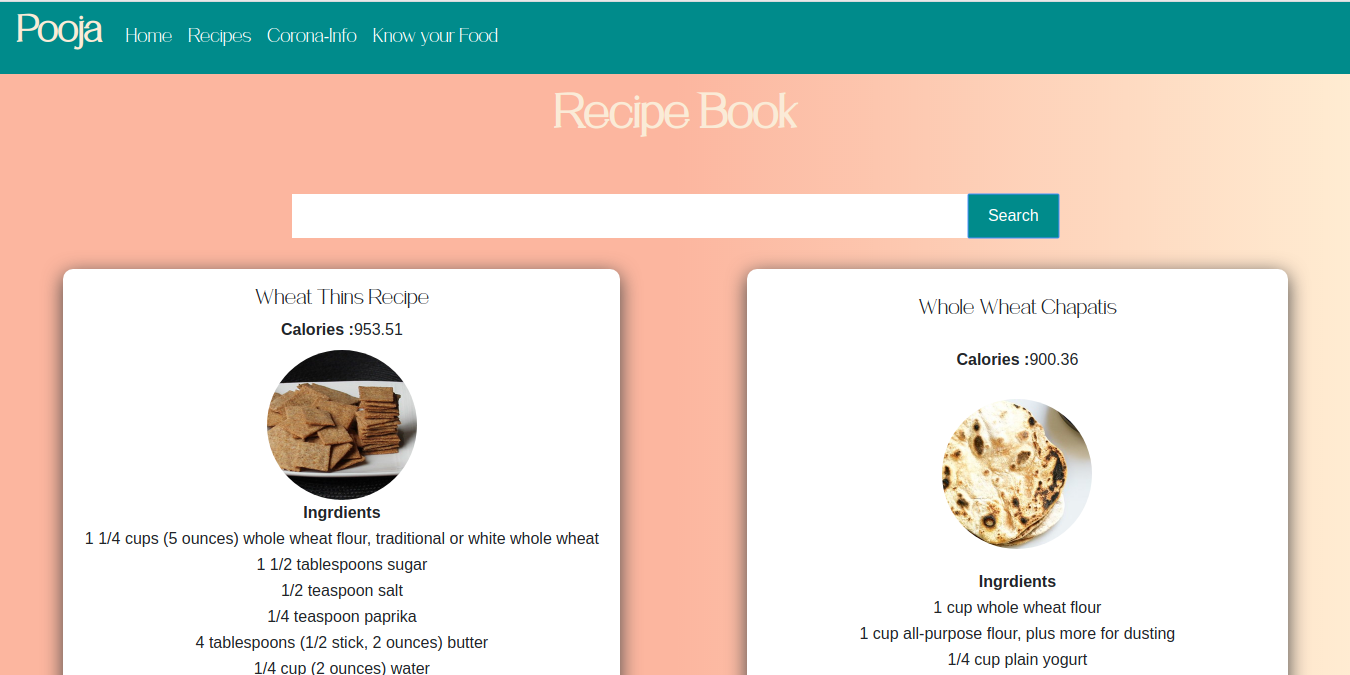 Pooja Home Recipes Corona-Info Know your Food
Recipe Book
Search
Wheat Thins Recipe
Calories :953.51
Ingrdients
1 1/4 cups (5 ounces) whole wheat flour, traditional or white whole wheat
1 1/2 tablespoons sugar
1/2 teaspoon salt
1/4 teaspoon paprika
4 tablespoons (1/2 stick, 2 ounces) butter
1/4 cup (2 ounces) water
Whole Wheat Chapatis
Calories :900.36
Ingrdients
1 cup whole wheat flour
1 cup all-purpose flour, plus more for dusting
1/4 cup plain yogurt